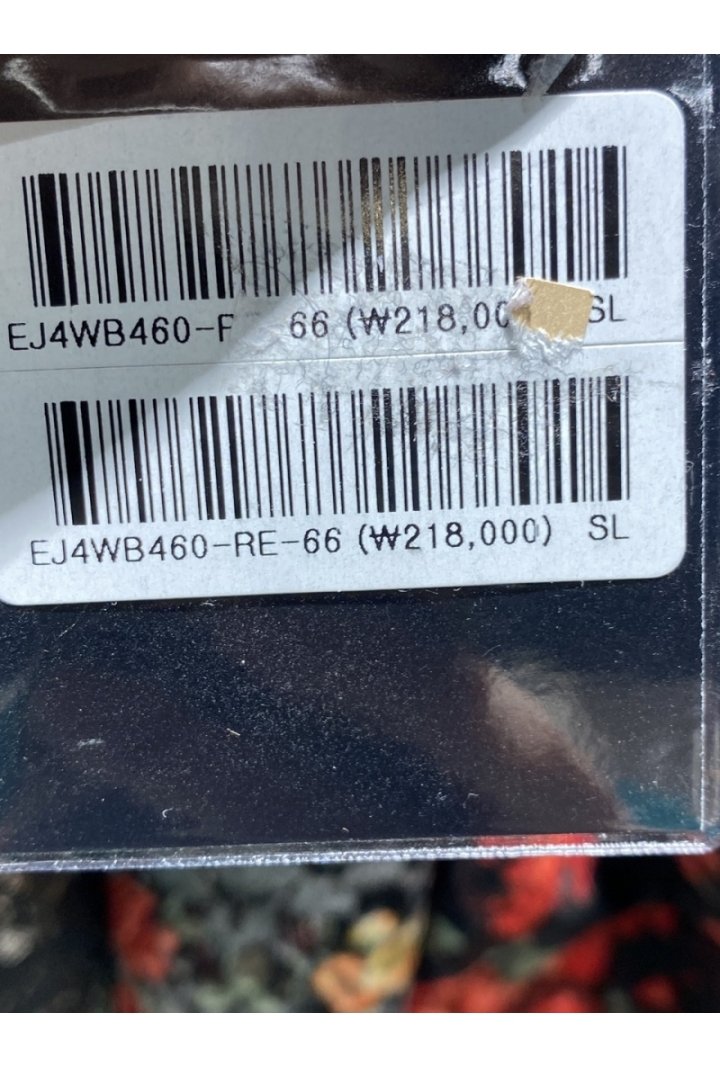 EJ4WB460-R 66 (₩218,00 SL
EJ4WB460-RE-66 (₩218,000) SL